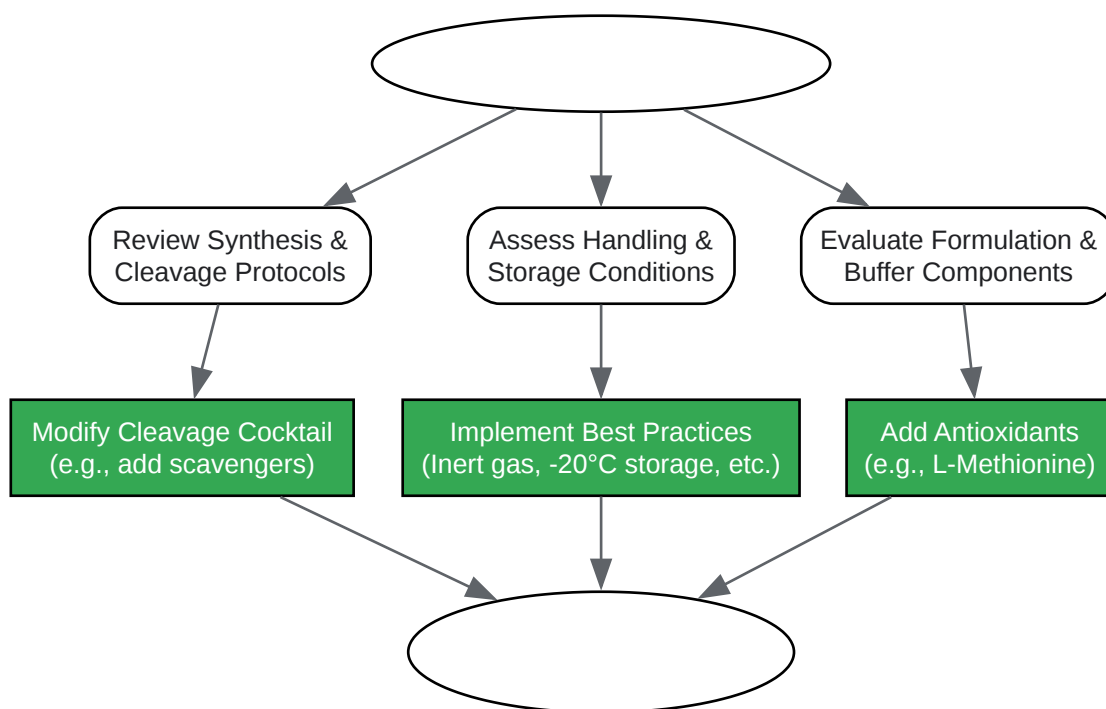 Review Synthesis &
Cleavage Protocols
Assess Handling &
Storage Conditions
Evaluate Formulation &
Buffer Components
Modify Cleavage Cocktail
(e.g., add scavengers)
Implement Best Practices
(Inert gas, -20°C storage, etc.)
Add Antioxidants
(e.g., L-Methionine)